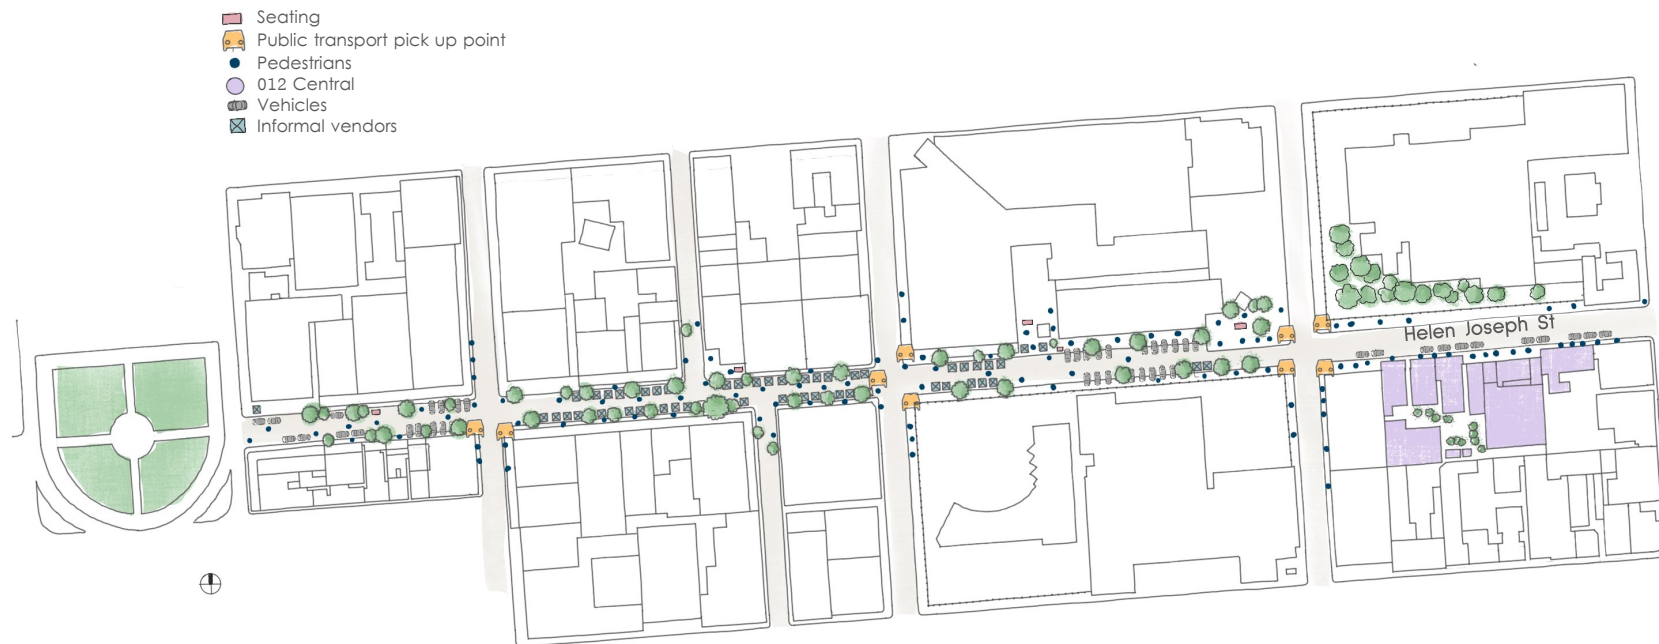 Seating
Public transport pick up point
Pedestrians
012 Central
Vehicles
Informal vendors
Helen Joseph St